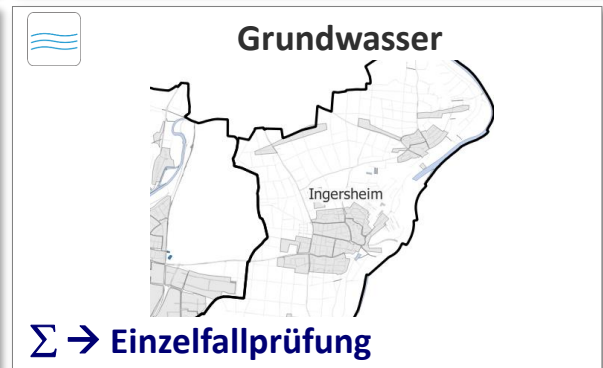 Grundwasser
Ingersheim
Σ → Einzelfallprüfung